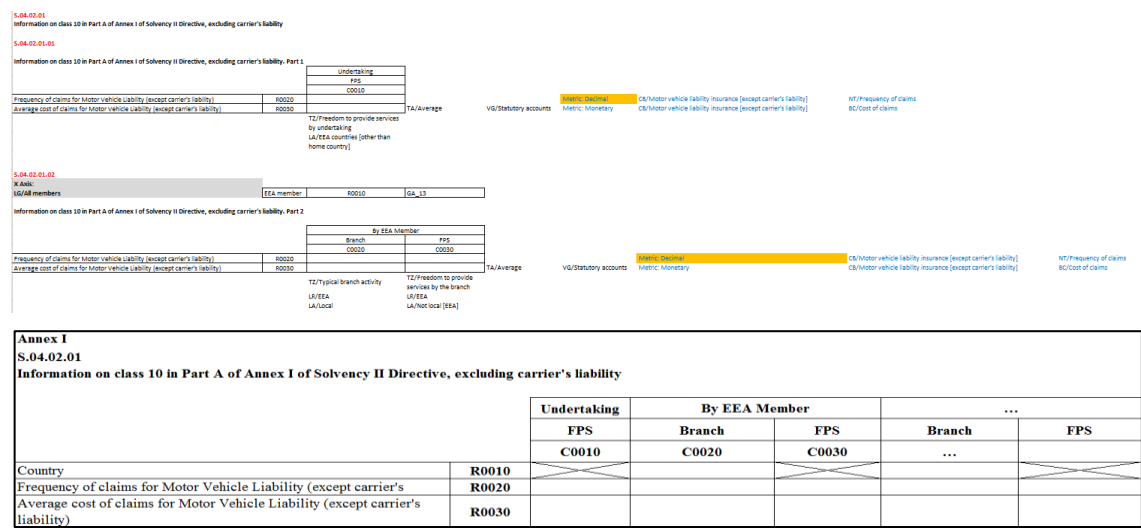 S.04.02.01
Information on class 10 in Part A of Annex I of Solvency II Directive, excluding carrier's liability
S.04.02.01.01
Information on class 10 in Part A of Annex I of Solvency II Directive, excluding carrier's liability. Part 1
Undertaking
FPS
C0010
Frequency of claims for Motor Vehicle Liability (except carrier's liability) R0020 Metric: Decimal CB/Motor vehicle liability insurance [except carrier's liability] NT/Frequency of claims
Average cost of claims for Motor Vehicle Liability (except carrier's liability) R0030 TA/Average VG/Statutory accounts Metric: Monetary CB/Motor vehicle liability insurance [except carrier's liability] BC/Cost of claims
TZ/Freedom to provide services
by undertaking
LA/EEA countries [other than
home country]
S.04.02.01.02
X Axis:
LG/All members EEA member R0010 GA_13
Information on class 10 in Part A of Annex I of Solvency II Directive, excluding carrier's liability. Part 2
By EEA Member
Branch FPS
C0020 C0030
Frequency of claims for Motor Vehicle Liability (except carrier's liability) R0020 Metric: Decimal CB/Motor vehicle liability insurance [except carrier's liability] NT/Frequency of claims
Average cost of claims for Motor Vehicle Liability (except carrier's liability) R0030 TA/Average VG/Statutory accounts Metric: Monetary CB/Motor vehicle liability insurance [except carrier's liability] BC/Cost of claims
TZ/Typical branch activity TZ/Freedom to provide
services by the branch
LR/EEA LR/EEA
LA/Local LA/Not local [EEA]
Annex I
S.04.02.01
Information on class 10 in Part A of Annex I of Solvency II Directive, excluding carrier's liability
Undertaking By EEA Member ...
FPS Branch FPS Branch FPS
C0010 C0020 C0030 ...
Country R0010
Frequency of claims for Motor Vehicle Liability (except carrier's R0020
Average cost of claims for Motor Vehicle Liability (except carrier's
liability) R0030